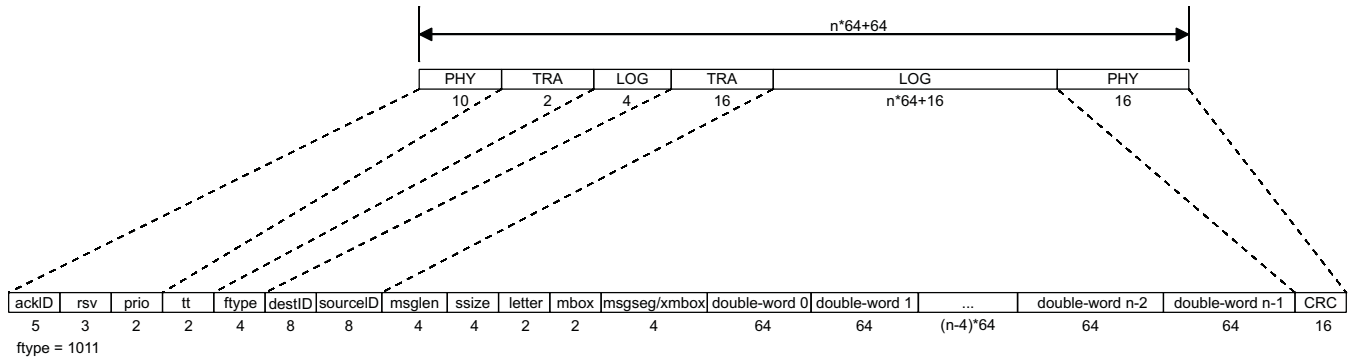 n*64+64
PHY TRA LOG TRA LOG PHY
10 2 4 16 n*64+16 16
ackID rsv prio tt ftype destID sourceID msglen ssize letter mbox msgseg/xmbox double-word 0 double-word 1 ... double-word n-2 double-word n-1 CRC
5 3 2 2 4 8 8 4 4 2 2 4 64 64 (n-4)*64 64 64 16
ftype = 1011